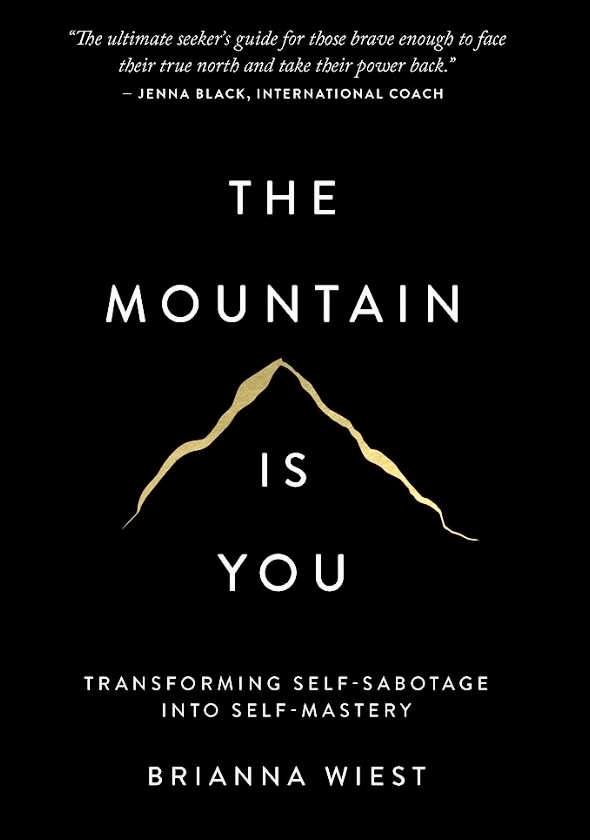 “The ultimate seeker’s guide for those brave enough to face
their true north and take their power back.”
– JENNA BLACK, INTERNATIONAL COACH
THE
MOUNTAIN
IS
YOU
TRANSFORMING SELF-SABOTAGE
INTO SELF-MASTERY
BRIANNA WIEST